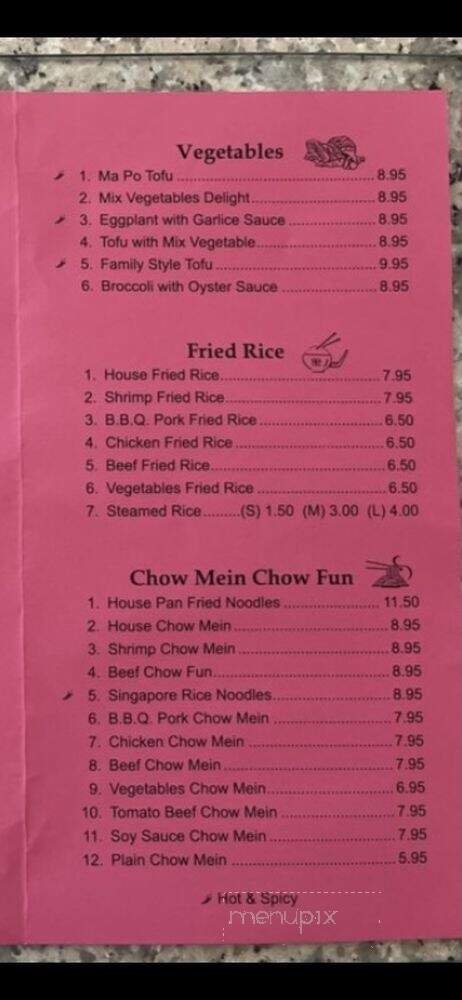 Vegetables
1. Ma Po Tofu ........ 8.95
2. Mix Vegetables Delight........ 8.95
3. Eggplant with Garlice Sauce ........ 8.95
4. Tofu with Mix Vegetable........ 8.95
5. Family Style Tofu ........ 9.95
6. Broccoli with Oyster Sauce ........ 8.95
Fried Rice
1. House Fried Rice........ 7.95
2. Shrimp Fried Rice........ 7.95
3. B.B.Q. Pork Fried Rice ........ 6.50
4. Chicken Fried Rice ........ 6.50
5. Beef Fried Rice........ 6.50
6. Vegetables Fried Rice ........ 6.50
7. Steamed Rice ........(S) 1.50 (M) 3.00 (L) 4.00
Chow Mein Chow Fun
1. House Pan Fried Noodles ........ 11.50
2. House Chow Mein ........ 8.95
3. Shrimp Chow Mein ........ 8.95
4. Beef Chow Fun........ 8.95
5. Singapore Rice Noodles........ 8.95
6. B.B.Q. Pork Chow Mein ........ 7.95
7. Chicken Chow Mein ........ 7.95
8. Beef Chow Mein ........ 7.95
9. Vegetables Chow Mein........ 6.95
10. Tomato Beef Chow Mein ........ 7.95
11. Soy Sauce Chow Mein ........ 7.95
12. Plain Chow Mein ........ 5.95
Hot & Spicy
menupix